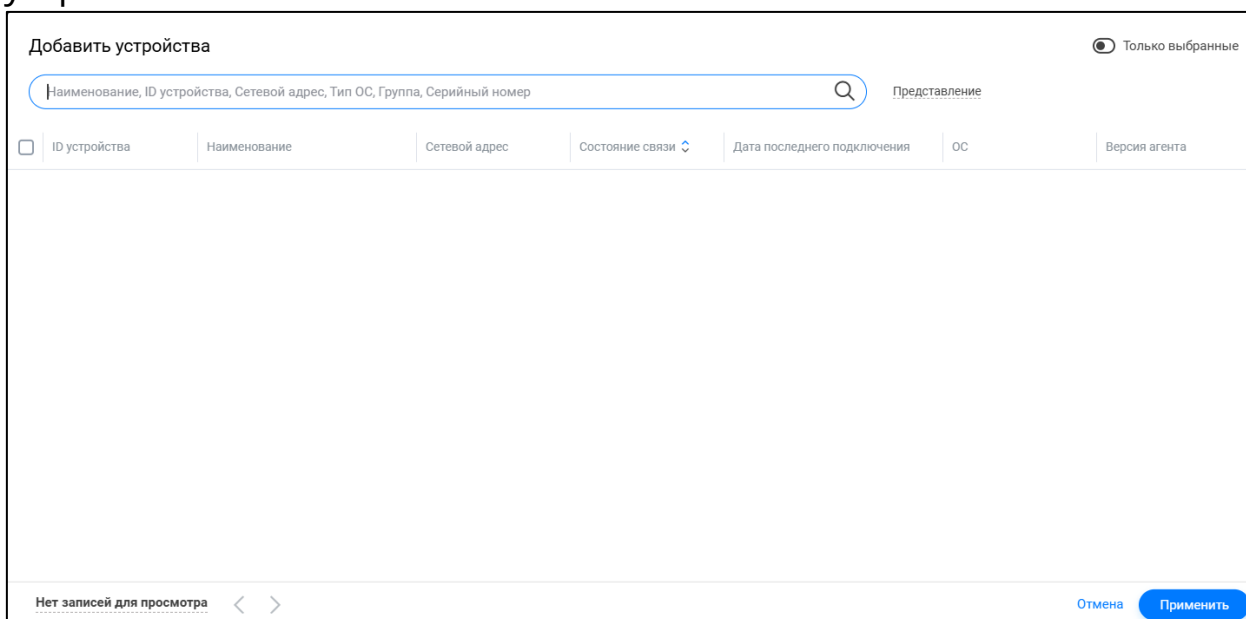 Добавить устройства
Только выбранные
Наименование, ID устройства, Сетевой адрес, Тип ОС, Группа, Серийный номер
Представление
ID устройства Наименование Сетевой адрес Состояние связи Дата последнего подключения ОС Версия агента
Нет записей для просмотра
Отмена Применить